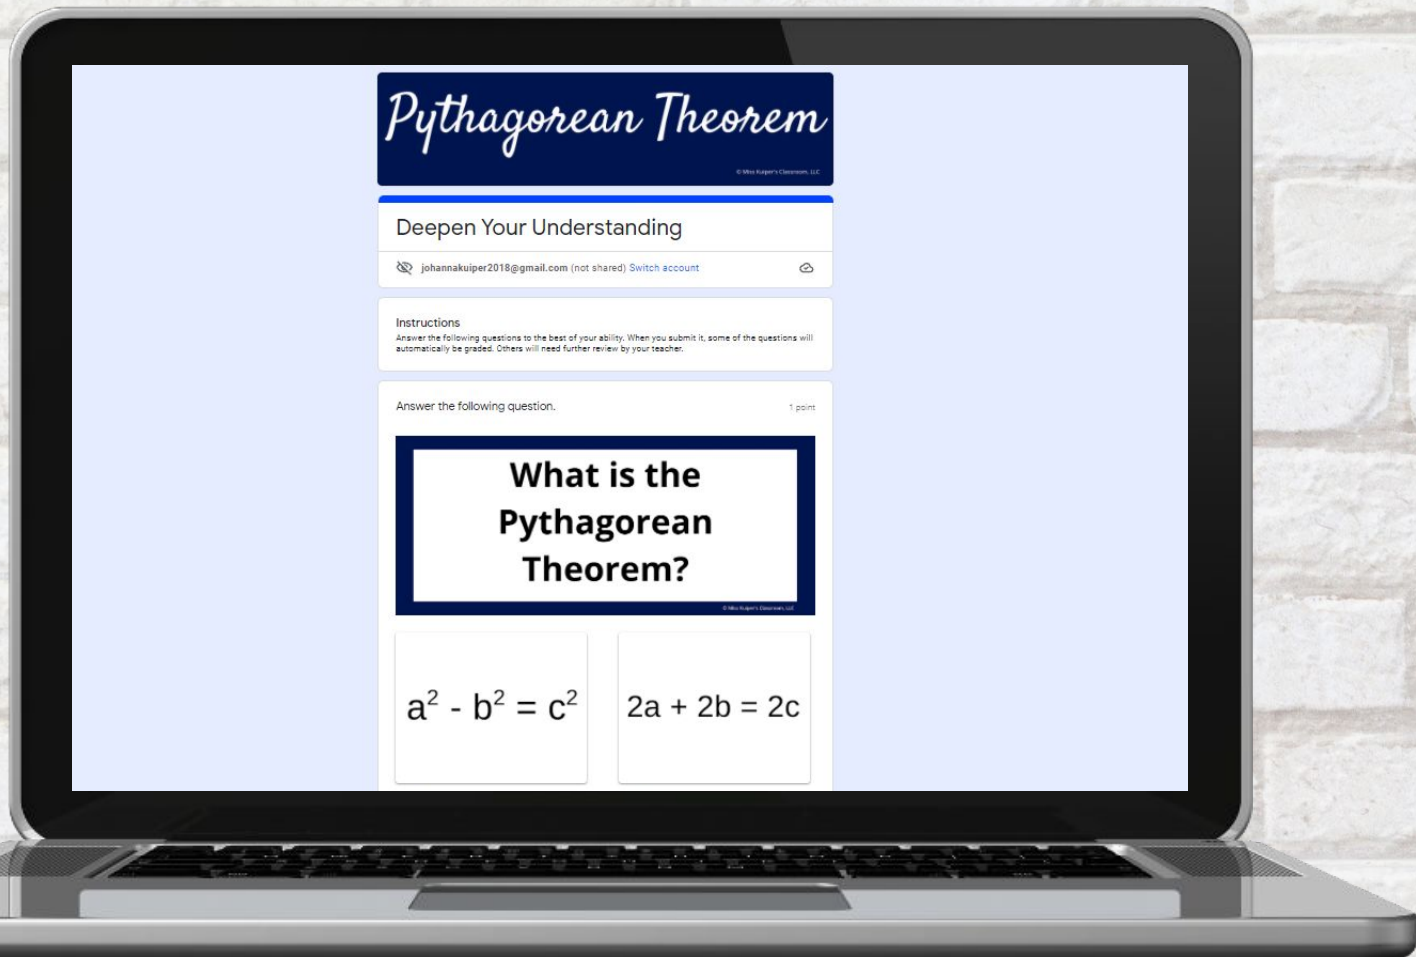 Pythagorean Theorem
© Miss Kuiper's Classroom, LLC
Deepen Your Understanding
johannakuiper2018@gmail.com (not shared) Switch account
Instructions
Answer the following questions to the best of your ability. When you submit it, some of the questions will
automatically be graded. Others will need further review by your teacher.
Answer the following question.
1 point
What is the
Pythagorean
Theorem?
© Miss Kuiper's Classroom, LLC
a² - b² = c²
2a + 2b = 2c